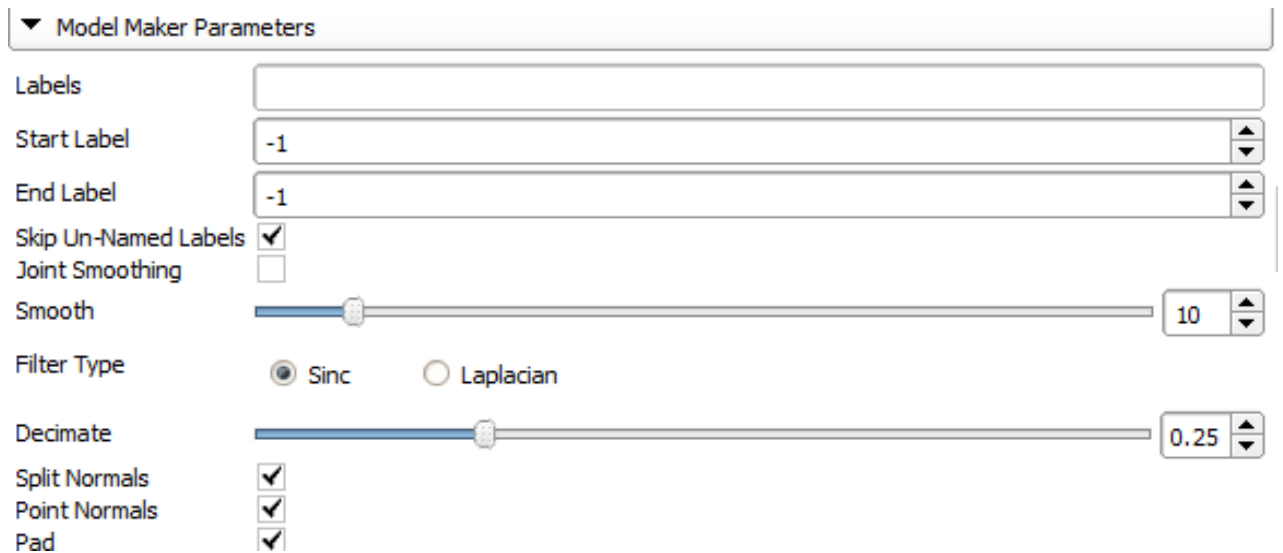 Model Maker Parameters
Labels
Start Label -1
End Label -1
Skip Un-Named Labels
Joint Smoothing
Smooth 10
Filter Type Sinc Laplacian
Decimate 0.25
Split Normals
Point Normals
Pad